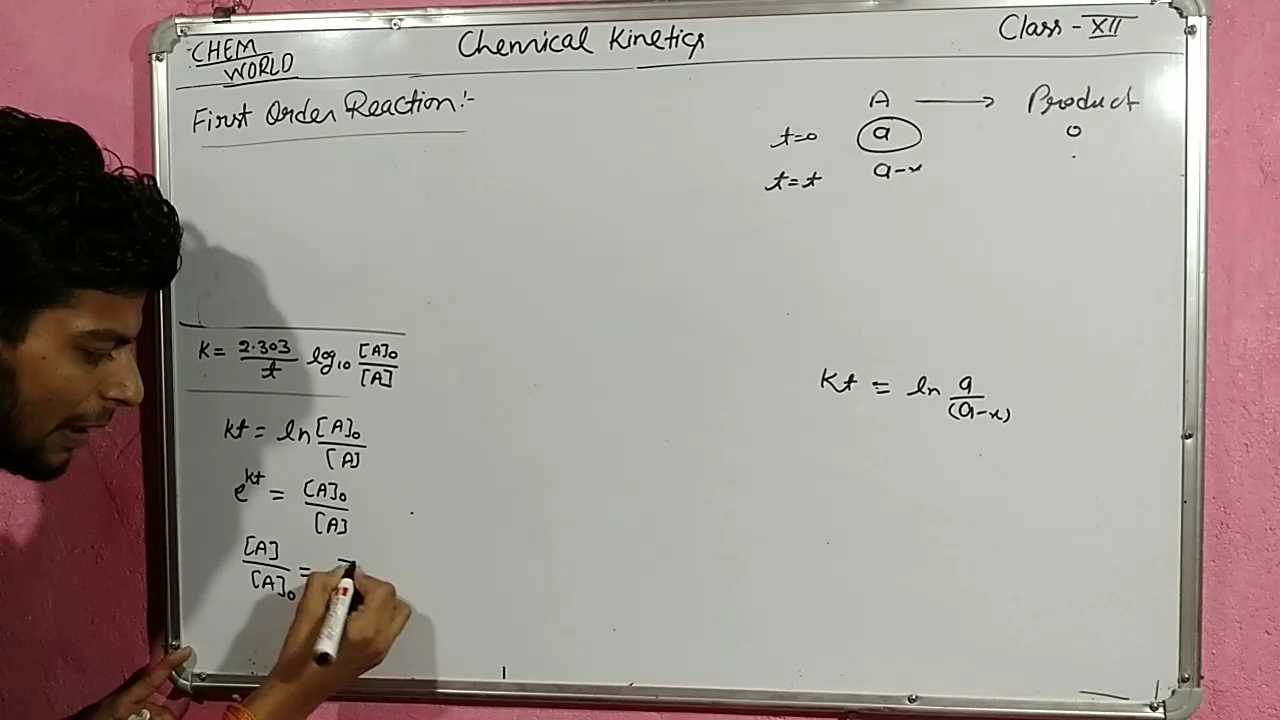 CHEM WORLD
Chemical Kinetics
Class - XII
First Order Reaction:-
A ⟶ Product
t=0 a 0
t=t a-x
K = 2.303/t log₁₀ [A]₀/[A]
kt = ln [A]₀/[A]
e^kt = [A]₀/[A]
[A]/[A]₀ =
Kt = ln a/(a-x)